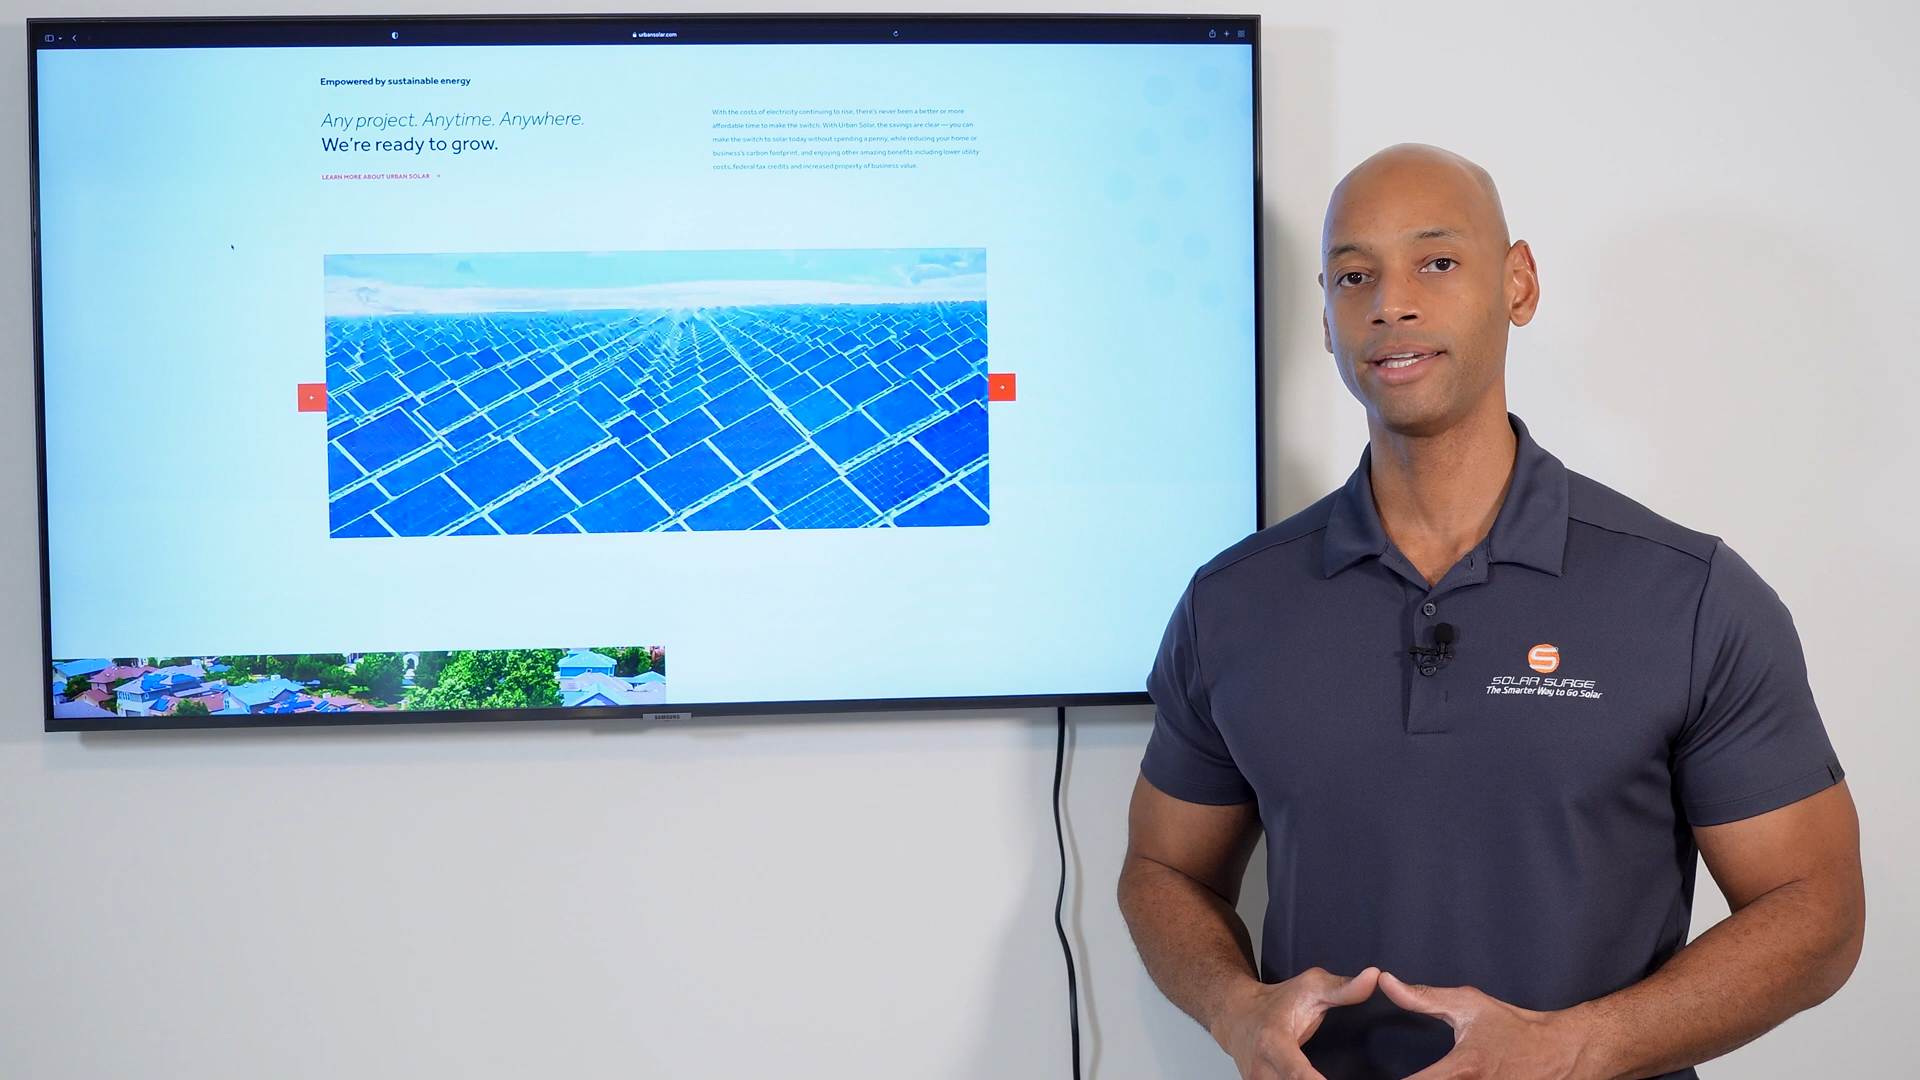 urbansolar.com
Empowered by sustainable energy
Any project. Anytime. Anywhere.
We're ready to grow.
LEARN MORE ABOUT URBAN SOLAR
With the costs of electricity continuing to rise, there's never been a better or more
affordable time to make the switch. With Urban Solar, the savings are clear — you can
make the switch to solar today without spending a penny, while reducing your home or
business's carbon footprint, and enjoying other amazing benefits including lower utility
costs, federal tax credits and increased property of business value.
SAMSUNG
S
SOLAR SURGE
The Smarter Way to Go Solar